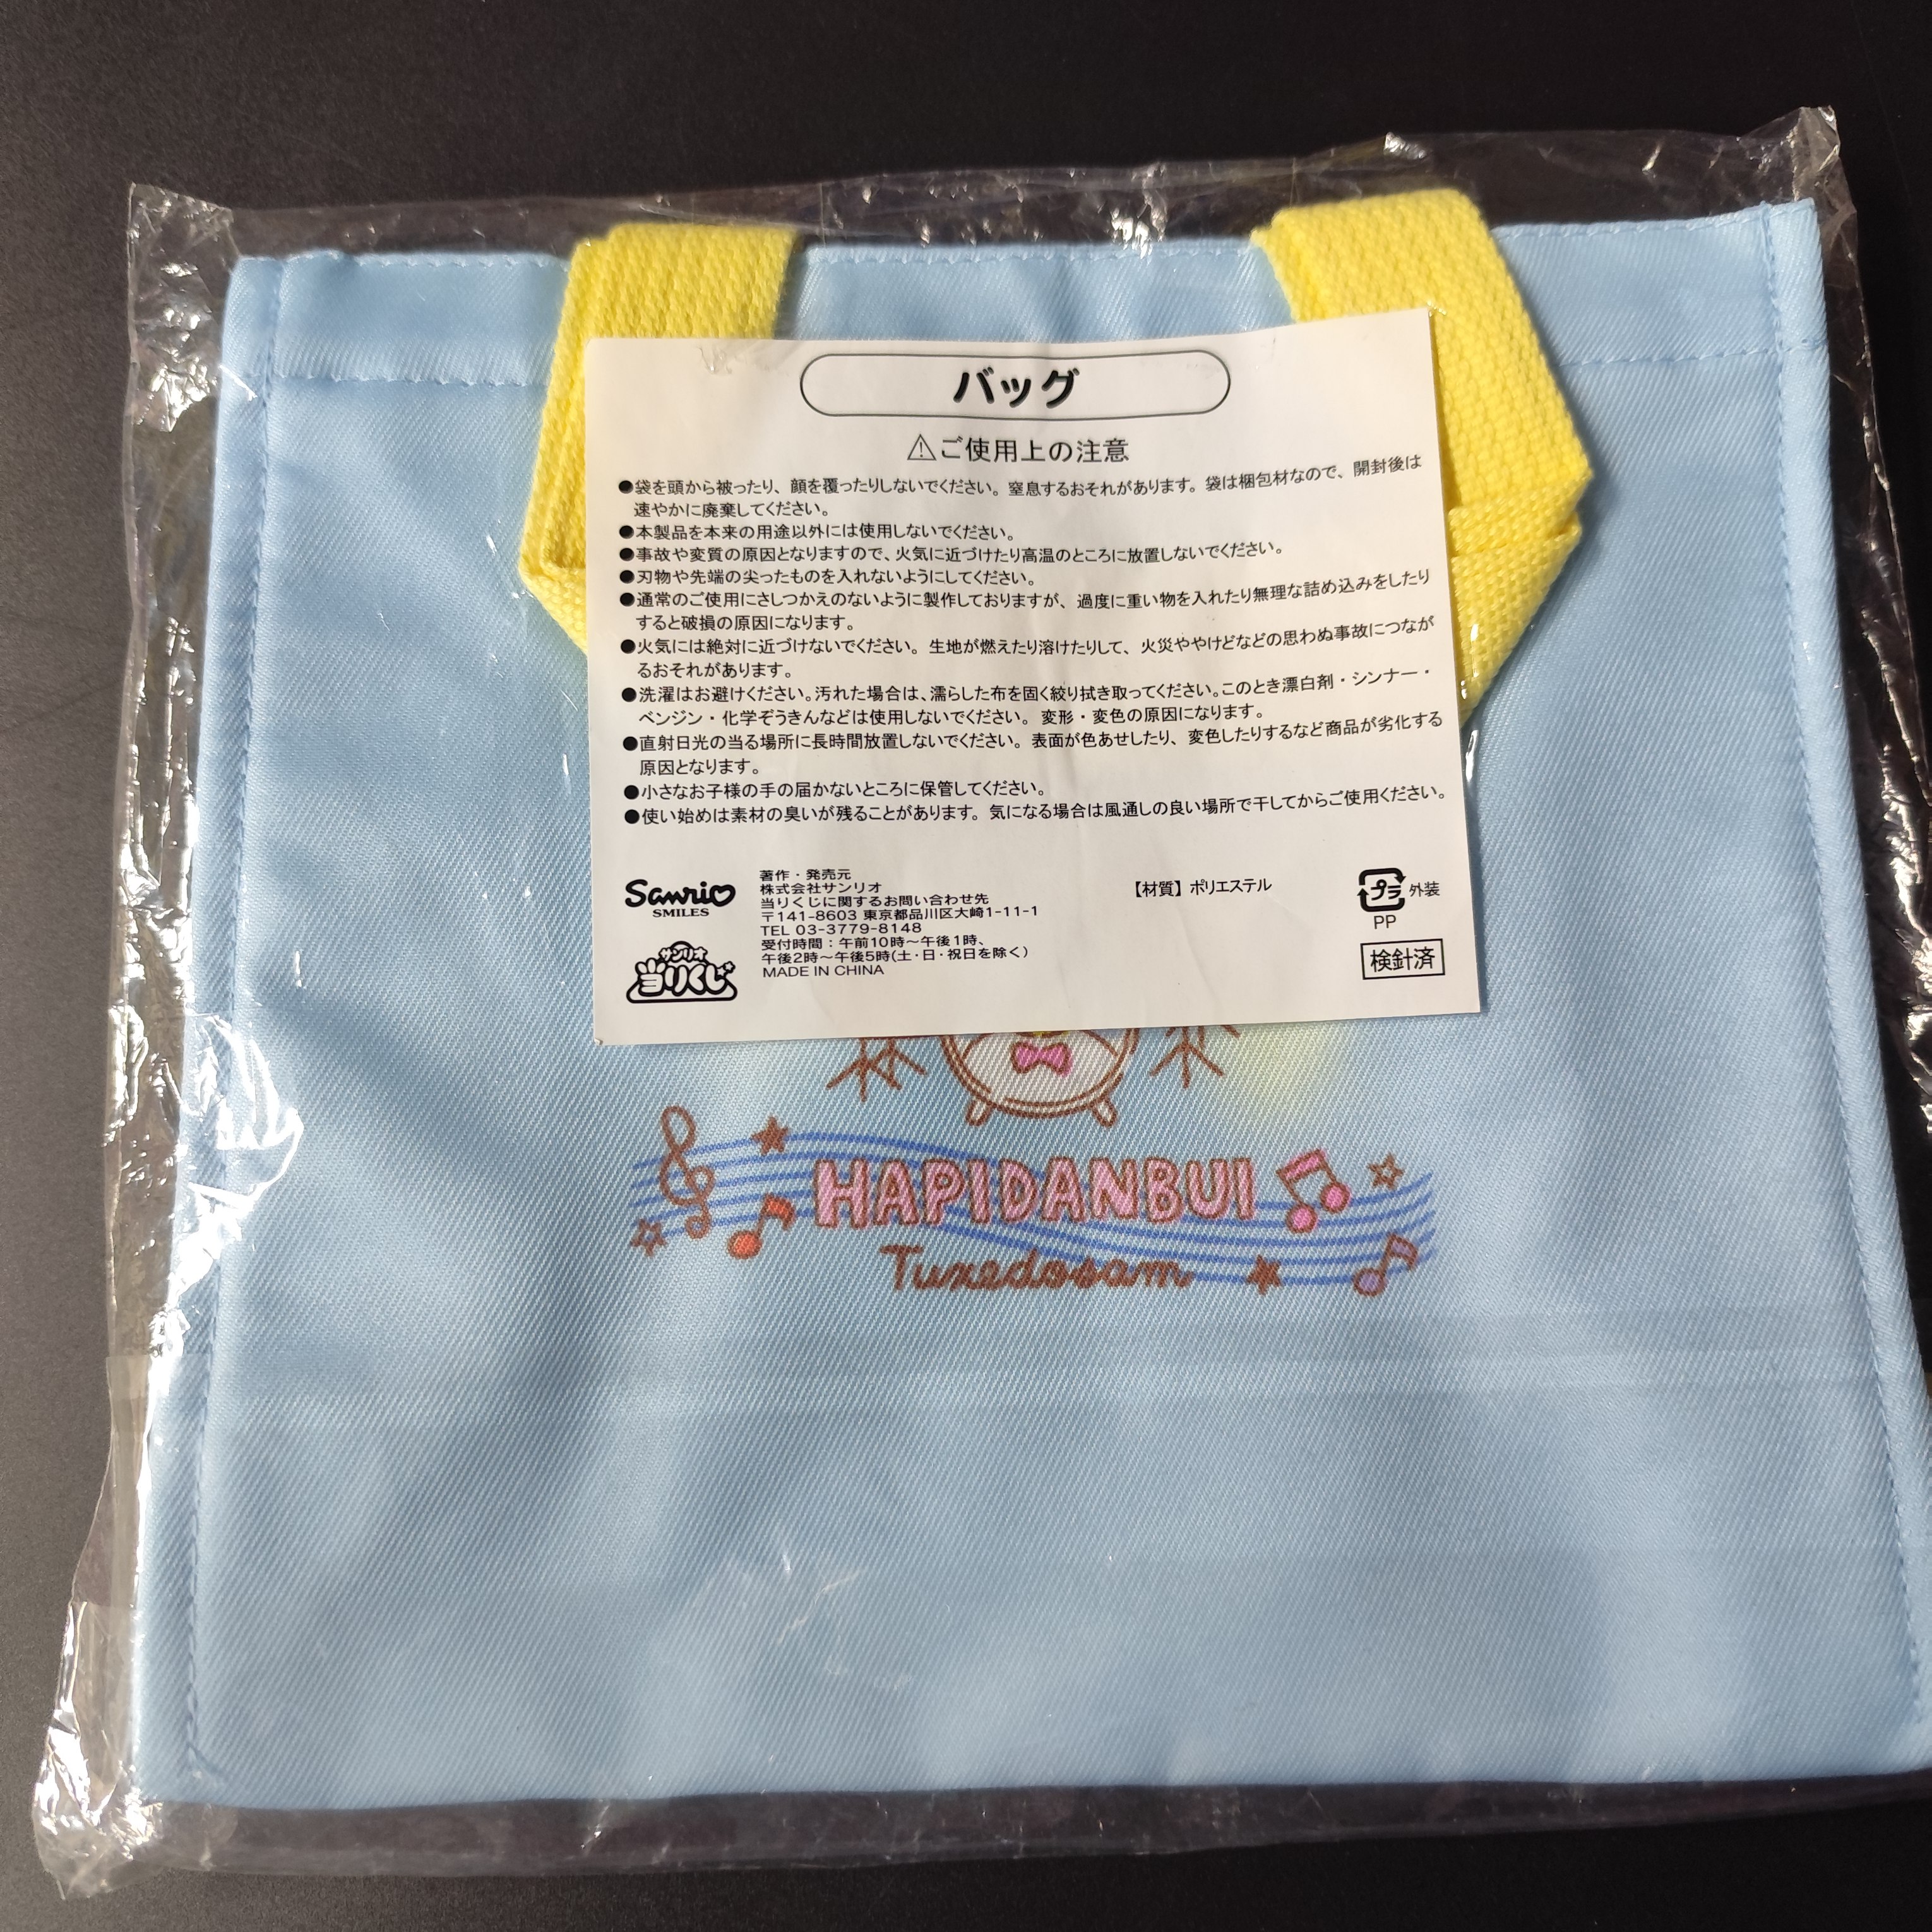 バッグ
⚠ご使用上の注意
●袋を頭から被ったり、顔を覆ったりしないでください。窒息するおそれがあります。袋は梱包材なので、開封後は
速やかに廃棄してください。
●本製品を本来の用途以外には使用しないでください。
●事故や変質の原因となりますので、火気に近づけたり高温のところに放置しないでください。
●刃物や先端の尖ったものを入れないようにしてください。
●通常のご使用にさしつかえのないように製作しておりますが、過度に重い物を入れたり無理な詰め込みをしたり
すると破損の原因になります。
●火気には絶対に近づけないでください。生地が燃えたり溶けたりして、火災ややけどなどの思わぬ事故につなが
るおそれがあります。
●洗濯はお避けください。汚れた場合は、濡らした布を固く絞り拭き取ってください。このとき漂白剤・シンナー・
ベンジン・化学ぞうきんなどは使用しないでください。変形・変色の原因になります。
●直射日光の当る場所に長時間放置しないでください。表面が色あせしたり、変色したりするなど商品が劣化する
原因となります。
●小さなお子様の手の届かないところに保管してください。
●使い始めは素材の臭いが残ることがあります。気になる場合は風通しの良い場所で干してからご使用ください。
Sanrio
SMILES
サンリオ
当りくじ
著作・発売元
株式会社サンリオ
当りくじに関するお問い合わせ先
〒141-8603 東京都品川区大崎1-11-1
TEL 03-3779-8148
受付時間：午前10時〜午後1時、
午後2時〜午後5時(土・日・祝日を除く)
MADE IN CHINA
【材質】ポリエステル
プラ 外装
PP
検針済
HAPIDANBUI
Tuxedosam